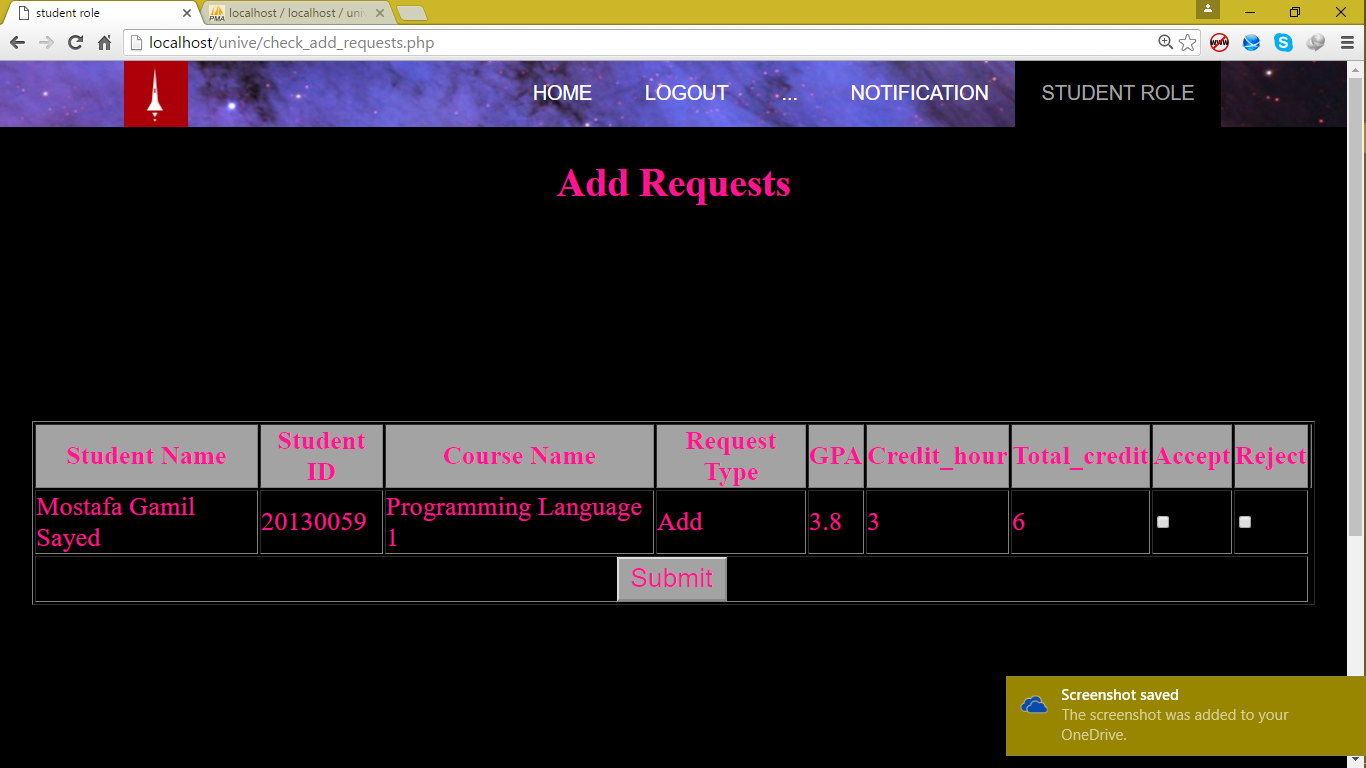 student role
PMA localhost / localhost / univ
localhost/unive/check_add_requests.php
HOME LOGOUT ... NOTIFICATION STUDENT ROLE
Add Requests
Student Name Student ID Course Name Request Type GPA Credit_hour Total_credit Accept Reject
Mostafa Gamil Sayed 20130059 Programming Language 1 Add 3.8 3 6
Submit
Screenshot saved
The screenshot was added to your
OneDrive.